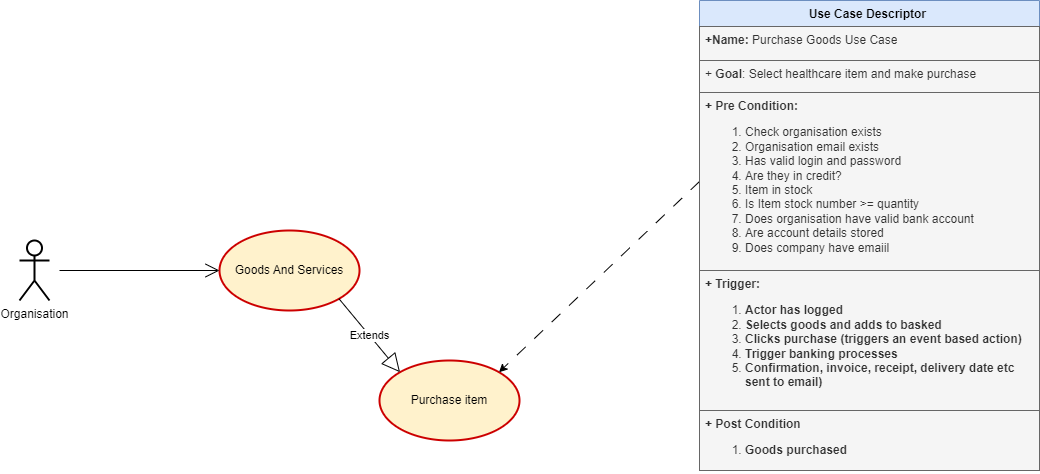 Organisation
Goods And Services
Extends
Purchase item
Use Case Descriptor
+Name: Purchase Goods Use Case
+ Goal: Select healthcare item and make purchase
+ Pre Condition:
1. Check organisation exists
2. Organisation email exists
3. Has valid login and password
4. Are they in credit?
5. Item in stock
6. Is Item stock number >= quantity
7. Does organisation have valid bank account
8. Are account details stored
9. Does company have emaiil
+ Trigger:
1. Actor has logged
2. Selects goods and adds to basked
3. Clicks purchase (triggers an event based action)
4. Trigger banking processes
5. Confirmation, invoice, receipt, delivery date etc
sent to email)
+ Post Condition
1. Goods purchased